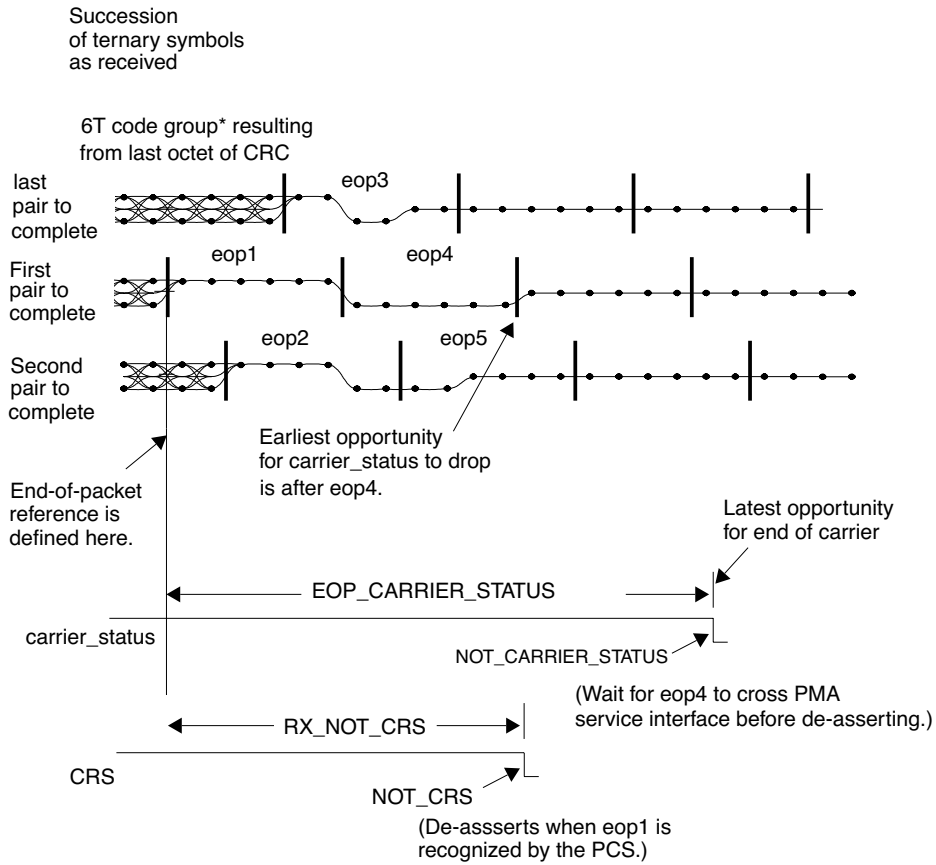 Succession
of ternary symbols
as received
6T code group* resulting
from last octet of CRC
last
pair to
complete
eop3
First
pair to
complete
eop1
eop4
Second
pair to
complete
eop2
eop5
Earliest opportunity
for carrier_status to drop
is after eop4.
End-of-packet
reference is
defined here.
Latest opportunity
for end of carrier
EOP_CARRIER_STATUS
carrier_status
NOT_CARRIER_STATUS
(Wait for eop4 to cross PMA
service interface before de-asserting.)
RX_NOT_CRS
CRS
NOT_CRS
(De-assserts when eop1 is
recognized by the PCS.)